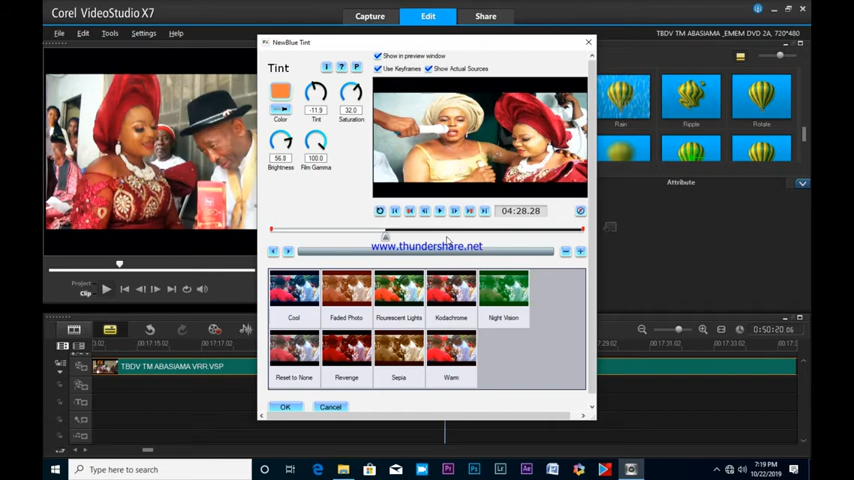 Corel VideoStudio X7
Capture
Edit
Share
File
Edit
Tools
Settings
Help
TBDV TM ABASIAMA _EMEM DVD 2A, 720*480
NewBlue Tint
Show in preview window
Use Keyframes
Show Actual Sources
Tint
I
?
P
Color
-11.9
Tint
32.0
Saturation
56.8
Brightness
100.0
Film Gamma
04:28.28
www.thundershare.net
Cool
Faded Photo
Flourescent Lights
Kodachrome
Night Vision
Reset to None
Revenge
Sepia
Warm
OK
Cancel
Rain
Ripple
Rotate
Attribute
Project
Clip
0:50:20.06
00:17:15.02
00:17:17.02
00:17:31.02
00:17:33.02
TBDV TM ABASIAMA VRR.VSP
Type here to search
7:19 PM
10/22/2019